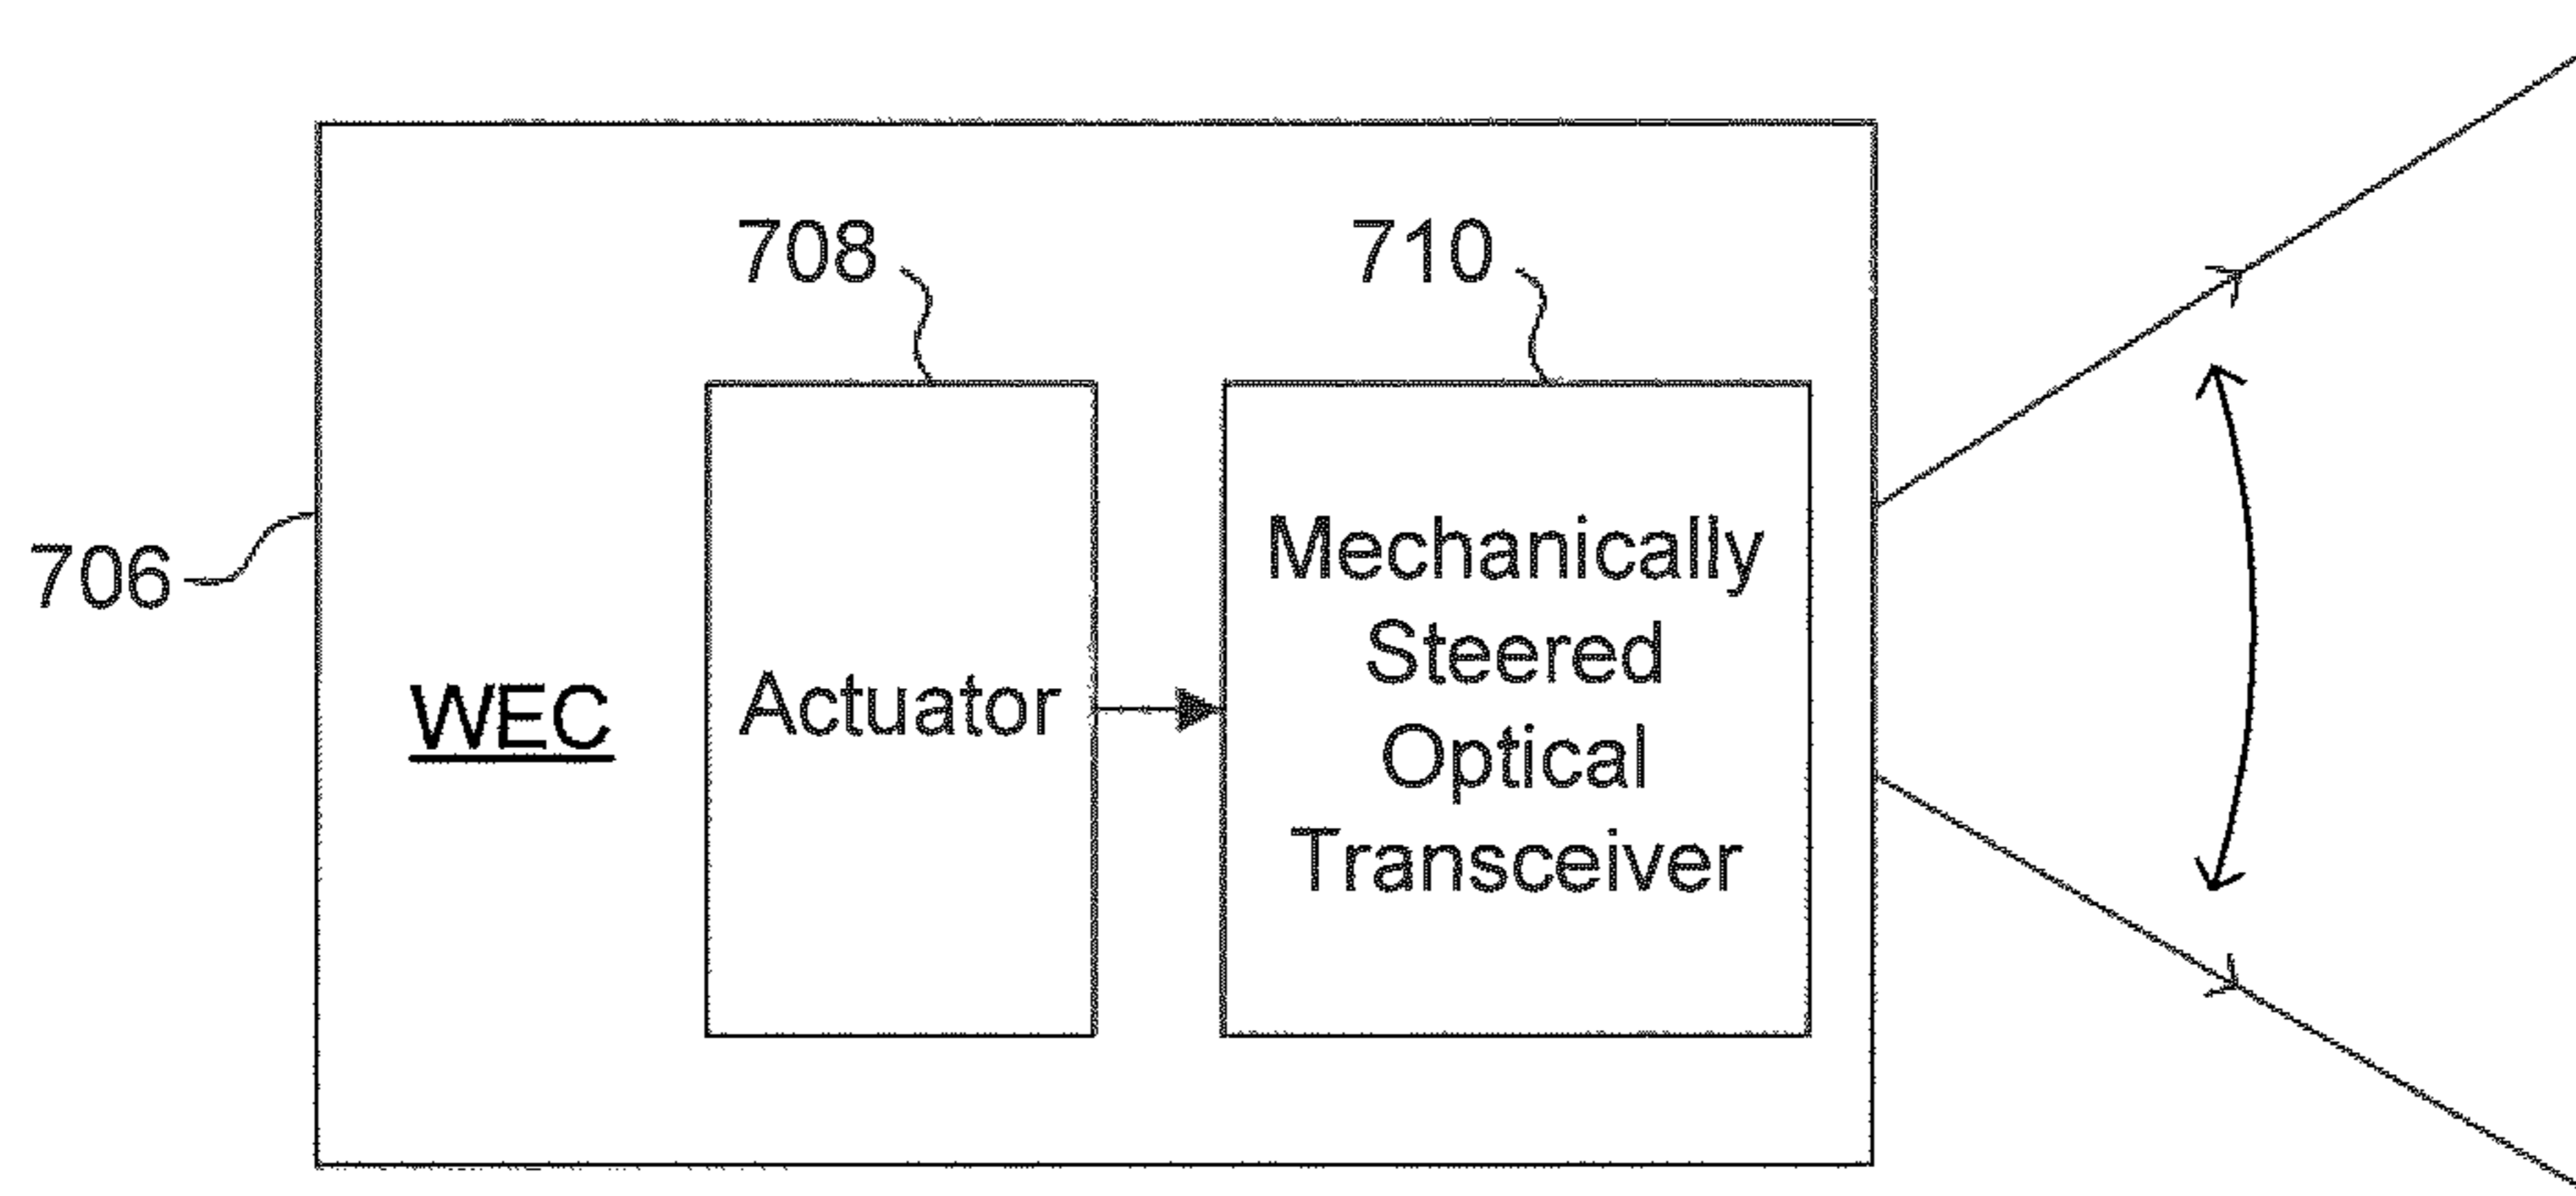 708
710
706
WEC
Actuator
Mechanically
Steered
Optical
Transceiver